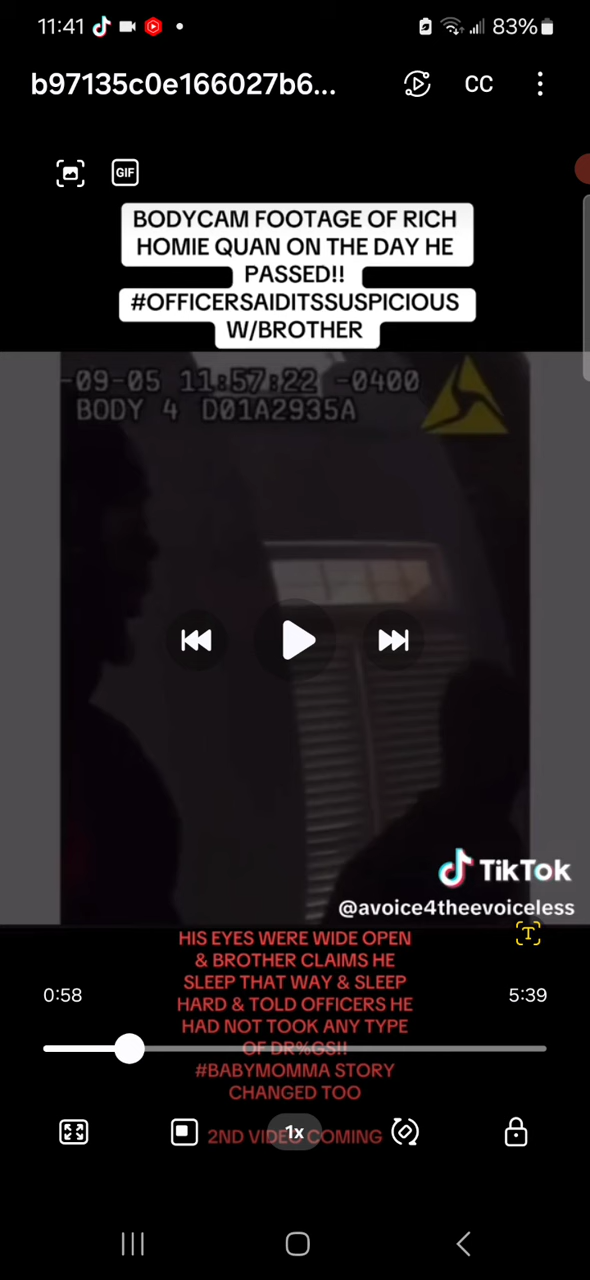 11:41
83%
b97135c0e166027b6...
CC
GIF
BODYCAM FOOTAGE OF RICH
HOMIE QUAN ON THE DAY HE
PASSED!!
#OFFICERSAIDITSSUSPICIOUS
W/BROTHER
-09-05 11:57:22 -0400
BODY 4 D01A2935A
TikTok
@avoice4theevoiceless
T
HIS EYES WERE WIDE OPEN
& BROTHER CLAIMS HE
SLEEP THAT WAY & SLEEP
HARD & TOLD OFFICERS HE
HAD NOT TOOK ANY TYPE
OF DR%GS!!
#BABYMOMMA STORY
CHANGED TOO
0:58
5:39
1x
2ND VIDEO COMING